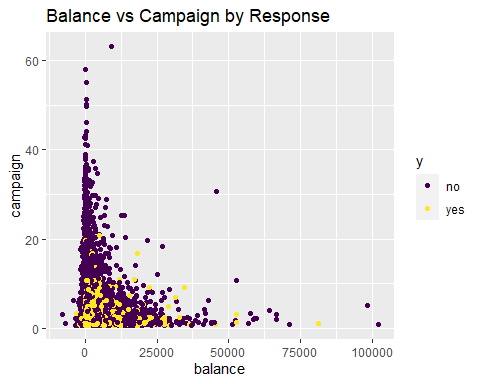 Balance vs Campaign by Response
campaign
60
40
20
0
0
25000
50000
75000
100000
balance
y
no
yes